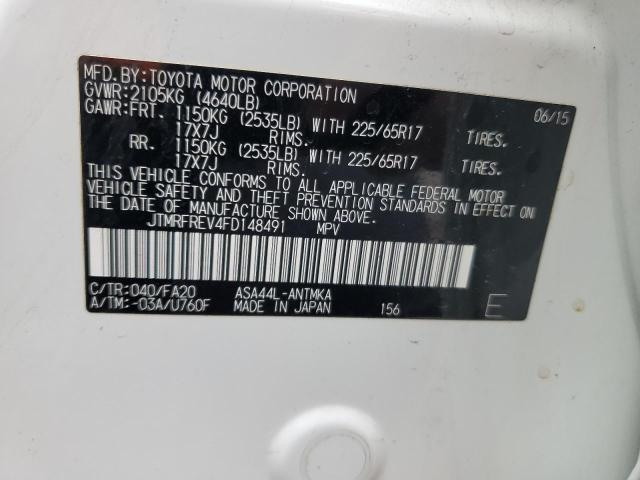 MFD.BY:TOYOTA MOTOR CORPORATION 06/15
GVWR:2105KG (4640LB)
GAWR:FRT. 1150KG (2535LB) WITH 225/65R17 TIRES.
17X7J RIMS.
RR. 1150KG (2535LB) WITH 225/65R17 TIRES.
17X7J RIMS.
THIS VEHICLE CONFORMS TO ALL APPLICABLE FEDERAL MOTOR
VEHICLE SAFETY AND THEFT PREVENTION STANDARDS IN EFFECT ON
THE DATE OF MANUFACTURE SHOWN ABOVE.
JTMRFREV4FD148491 MPV
C/TR:040/FA20 ASA44L-ANTMKA
A/TM:-03A/U760F MADE IN JAPAN 156 E